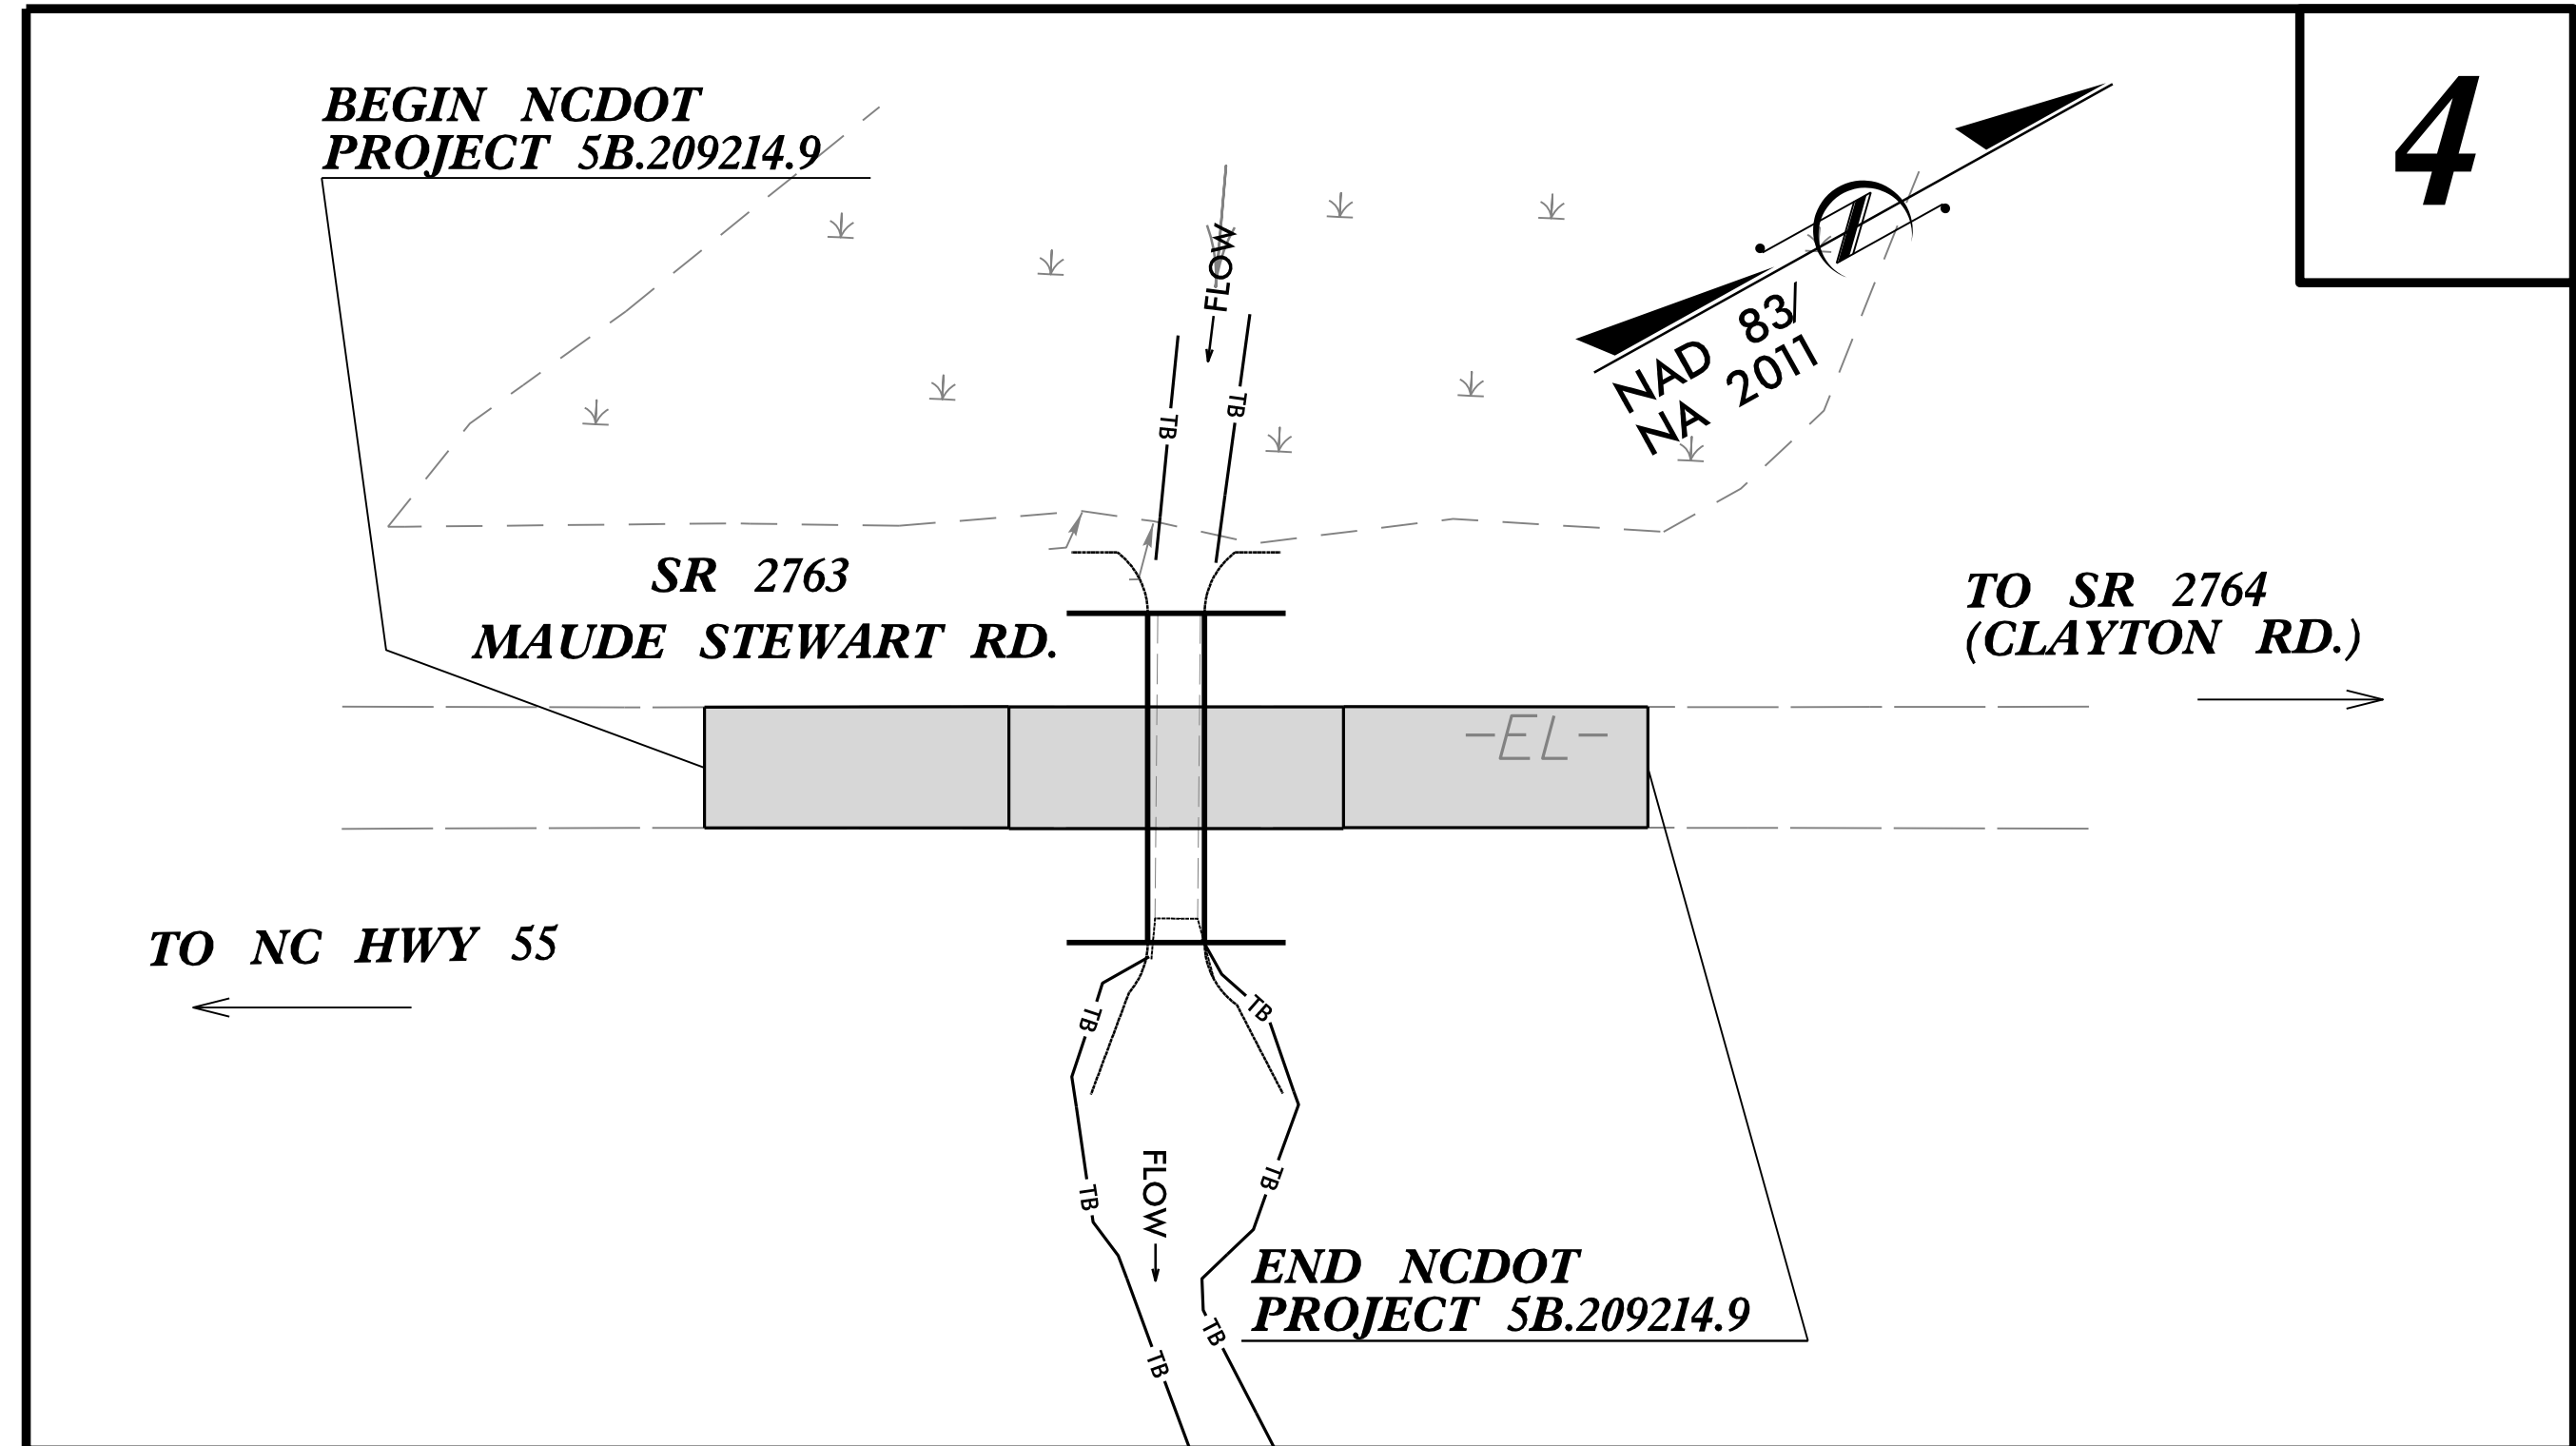 4
BEGIN NCDOT
PROJECT 5B.209214.9
FLOW
NAD 83/
NA 2011
TB
TB
SR 2763
MAUDE STEWART RD.
TO SR 2764
(CLAYTON RD.)
-EL-
TO NC HWY 55
TB
TB
TB
TB
FLOW
END NCDOT
PROJECT 5B.209214.9
TB
TB